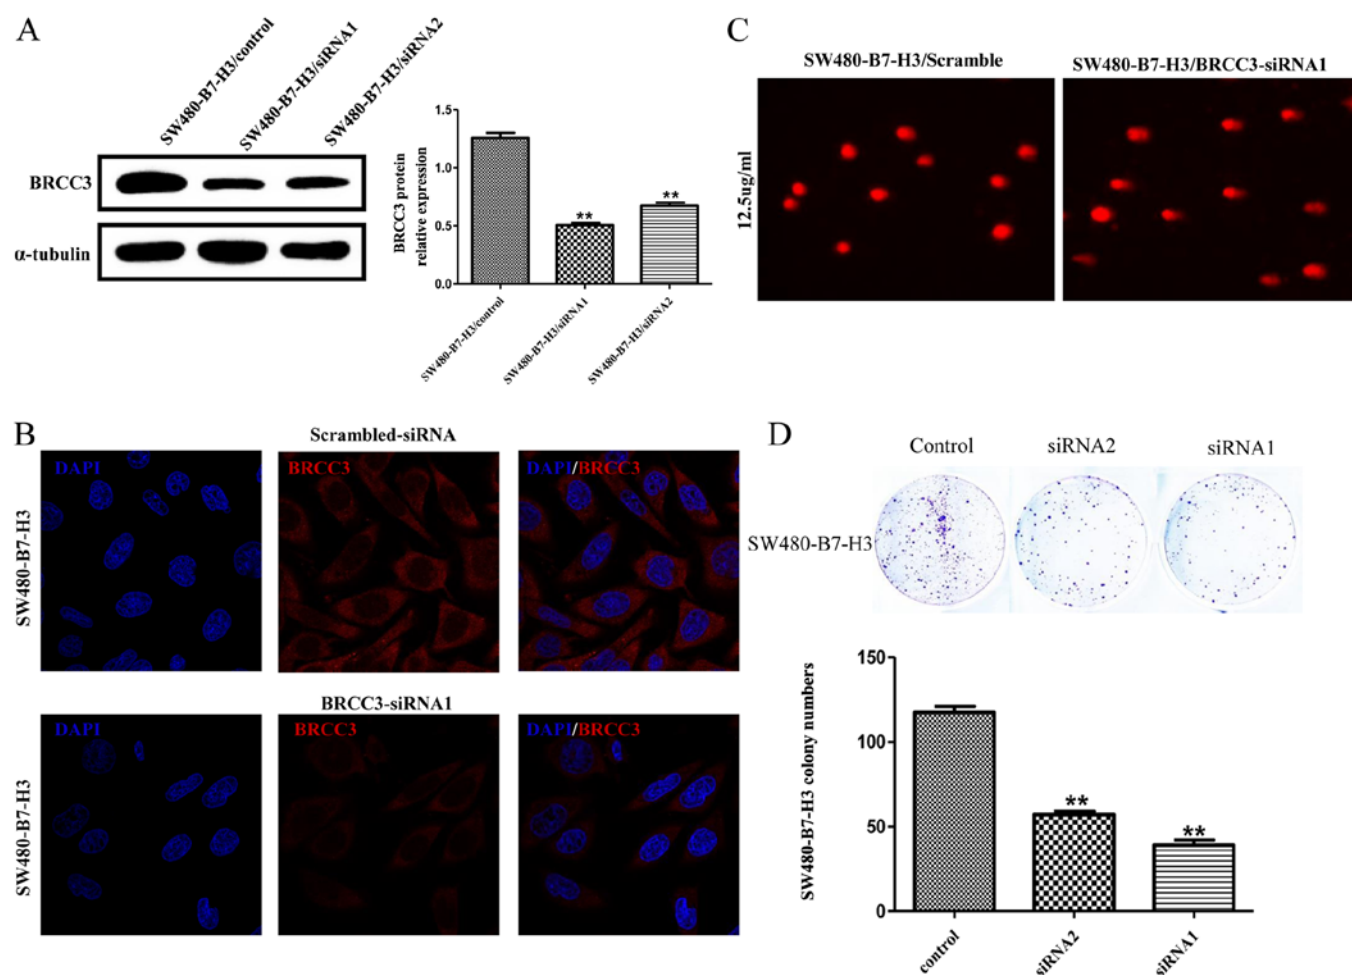 A
SW480-B7-H3/control
SW480-B7-H3/siRNA1
SW480-B7-H3/siRNA2
BRCC3
α-tubulin
BRCC3 protein
relative expression
1.5
1.0
0.5
0.0
**
**
SW480-B7-H3/control
SW480-B7-H3/siRNA1
SW480-B7-H3/siRNA2
C
SW480-B7-H3/Scramble
SW480-B7-H3/BRCC3-siRNA1
12.5ug/ml
B
Scrambled-siRNA
SW480-B7-H3
DAPI
BRCC3
DAPI/BRCC3
BRCC3-siRNA1
SW480-B7-H3
DAPI
BRCC3
DAPI/BRCC3
D
Control
siRNA2
siRNA1
SW480-B7-H3
SW480-B7-H3 colony numbers
150
100
50
0
**
**
control
siRNA2
siRNA1